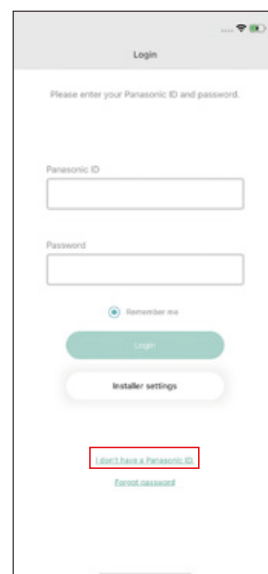 Login
Please enter your Panasonic ID and password.
Panasonic ID
Password
Remember me
Login
Installer settings
I don't have a Panasonic ID.
Forgot password